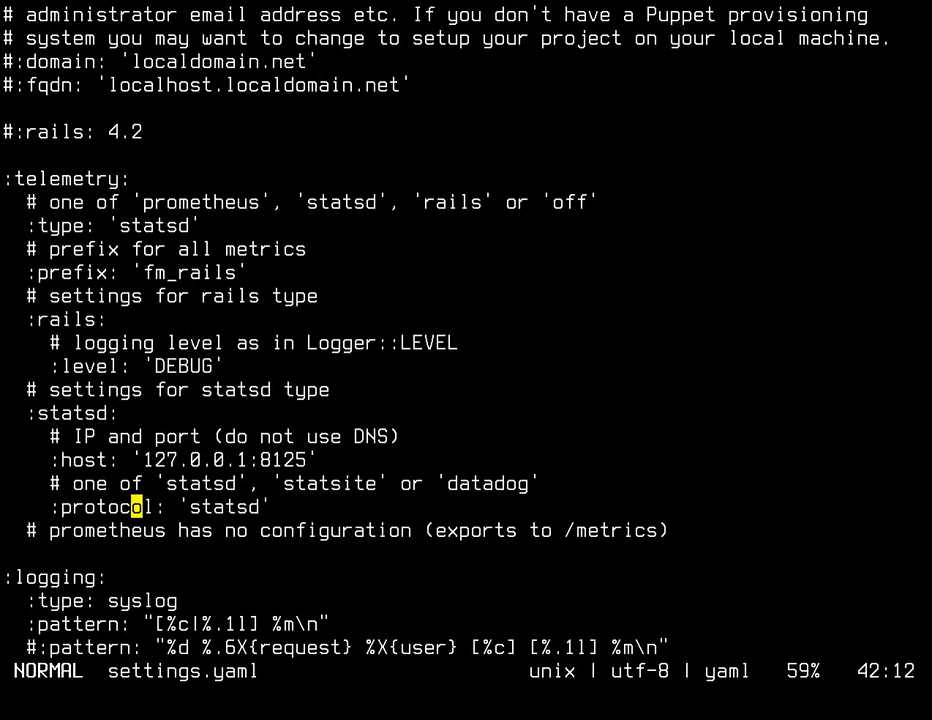 # administrator email address etc. If you don't have a Puppet provisioning
# system you may want to change to setup your project on your local machine.
#:domain: 'localdomain.net'
#:fqdn: 'localhost.localdomain.net'
#:rails: 4.2
:telemetry:
  # one of 'prometheus', 'statsd', 'rails' or 'off'
  :type: 'statsd'
  # prefix for all metrics
  :prefix: 'fm_rails'
  # settings for rails type
  :rails:
    # logging level as in Logger::LEVEL
    :level: 'DEBUG'
  # settings for statsd type
  :statsd:
    # IP and port (do not use DNS)
    :host: '127.0.0.1:8125'
    # one of 'statsd', 'statsite' or 'datadog'
    :protocol: 'statsd'
  # prometheus has no configuration (exports to /metrics)
:logging:
  :type: syslog
  :pattern: "[%c|%.1l] %m\n"
  #:pattern: "%d %.6X{request} %X{user} [%c] [%.1l] %m\n"
NORMAL  settings.yaml  unix | utf-8 | yaml  59%  42:12